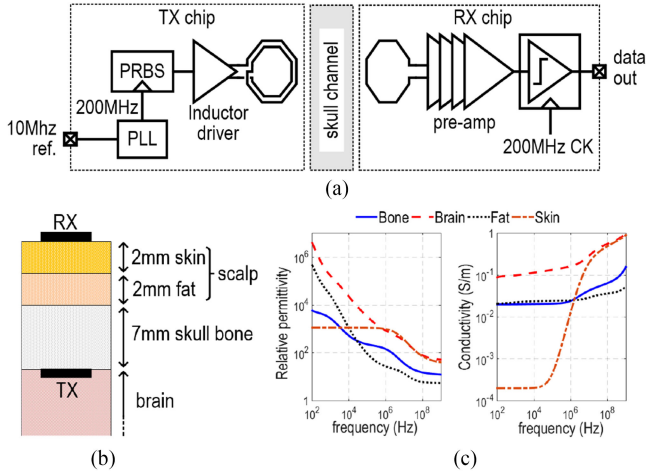 TX chip
RX chip
PRBS
200MHz
10Mhz
ref.
PLL
Inductor
driver
skull channel
pre-amp
data
out
200MHz CK
(a)
RX
2mm skin
2mm fat
scalp
7mm skull bone
TX
brain
(b)
Bone Brain Fat Skin
Relative permittivity
10^6
10^4
10^2
1
10^2 10^4 10^6 10^8
frequency (Hz)
Conductivity (S/m)
1
10^-1
10^-2
10^-3
10^-4
10^2 10^4 10^6 10^8
frequency (Hz)
(c)